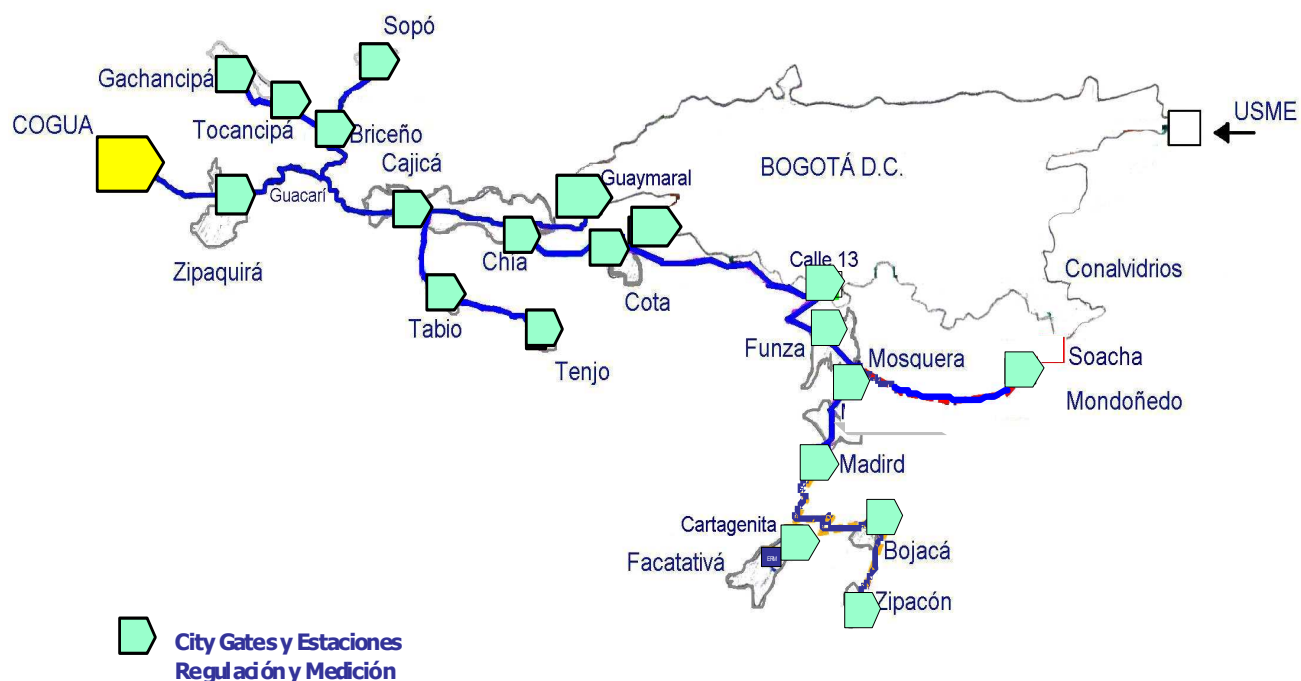 Sopó
Gachancipá
COGUA
Tocancipá
Briceño
USME
Cajicá
BOGOTÁ D.C.
Guaymaral
Guacarí
Zipaquirá
Chía
Calle 13
Conalvidrios
Cota
Tabio
Funza
Mosquera
Soacha
Tenjo
Mondoñedo
Madird
Cartagenita
Facatativá
ERM
Bojacá
Zipacón
City Gates y Estaciones
Regulación y Medición